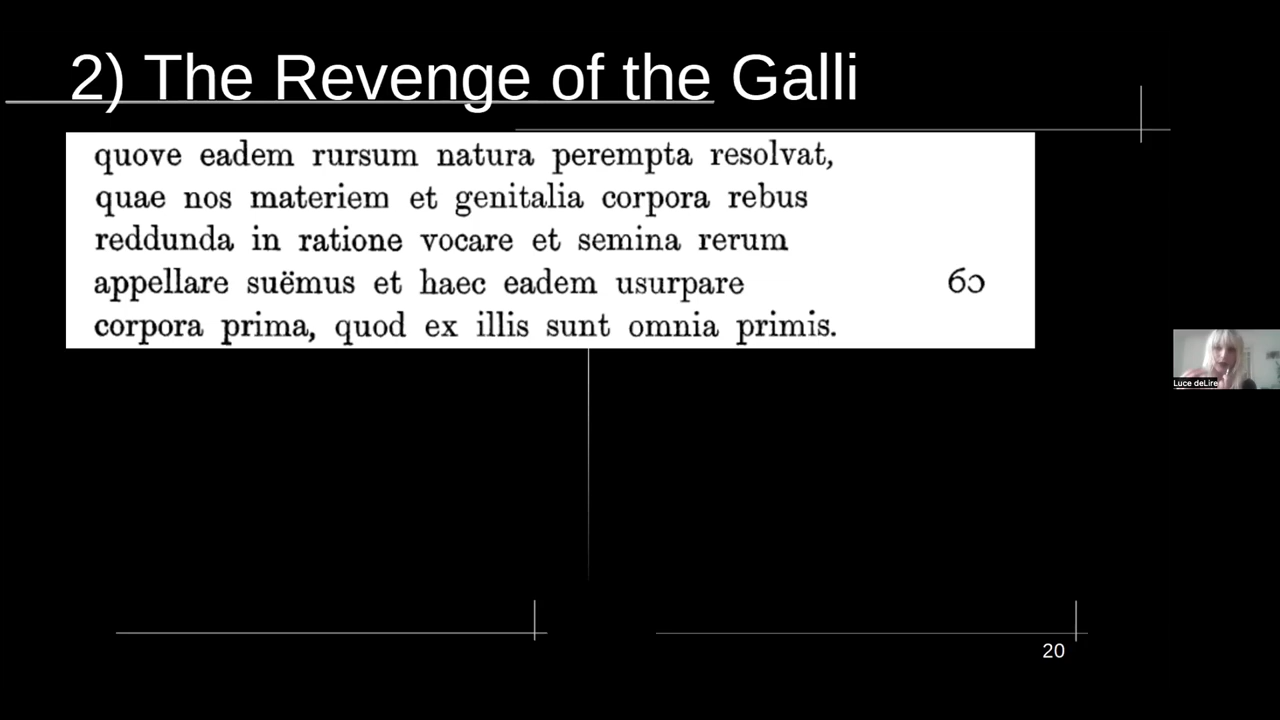 2) The Revenge of the Galli
quove eadem rursum natura perempta resolvat,
quae nos materiem et genitalia corpora rebus
reddunda in ratione vocare et semina rerum
appellare suëmus et haec eadem usurpare 60
corpora prima, quod ex illis sunt omnia primis.
Luce deLire
20